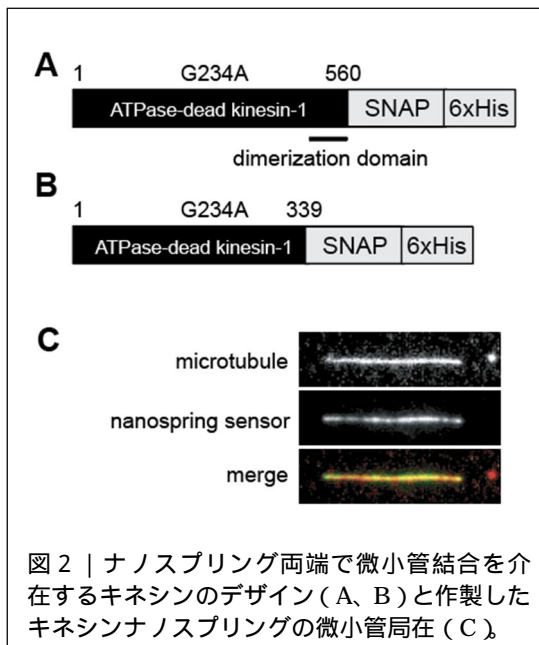 A
1 G234A 560
ATPase-dead kinesin-1 SNAP 6xHis
dimerization domain
B
1 G234A 339
ATPase-dead kinesin-1 SNAP 6xHis
C
microtubule
nanospring sensor
merge
図 2 | ナノスプリング両端で微小管結合を介
在するキネシンのデザイン ( A、 B ) と作製した
キネシンナノスプリングの微小管局在 ( C )。